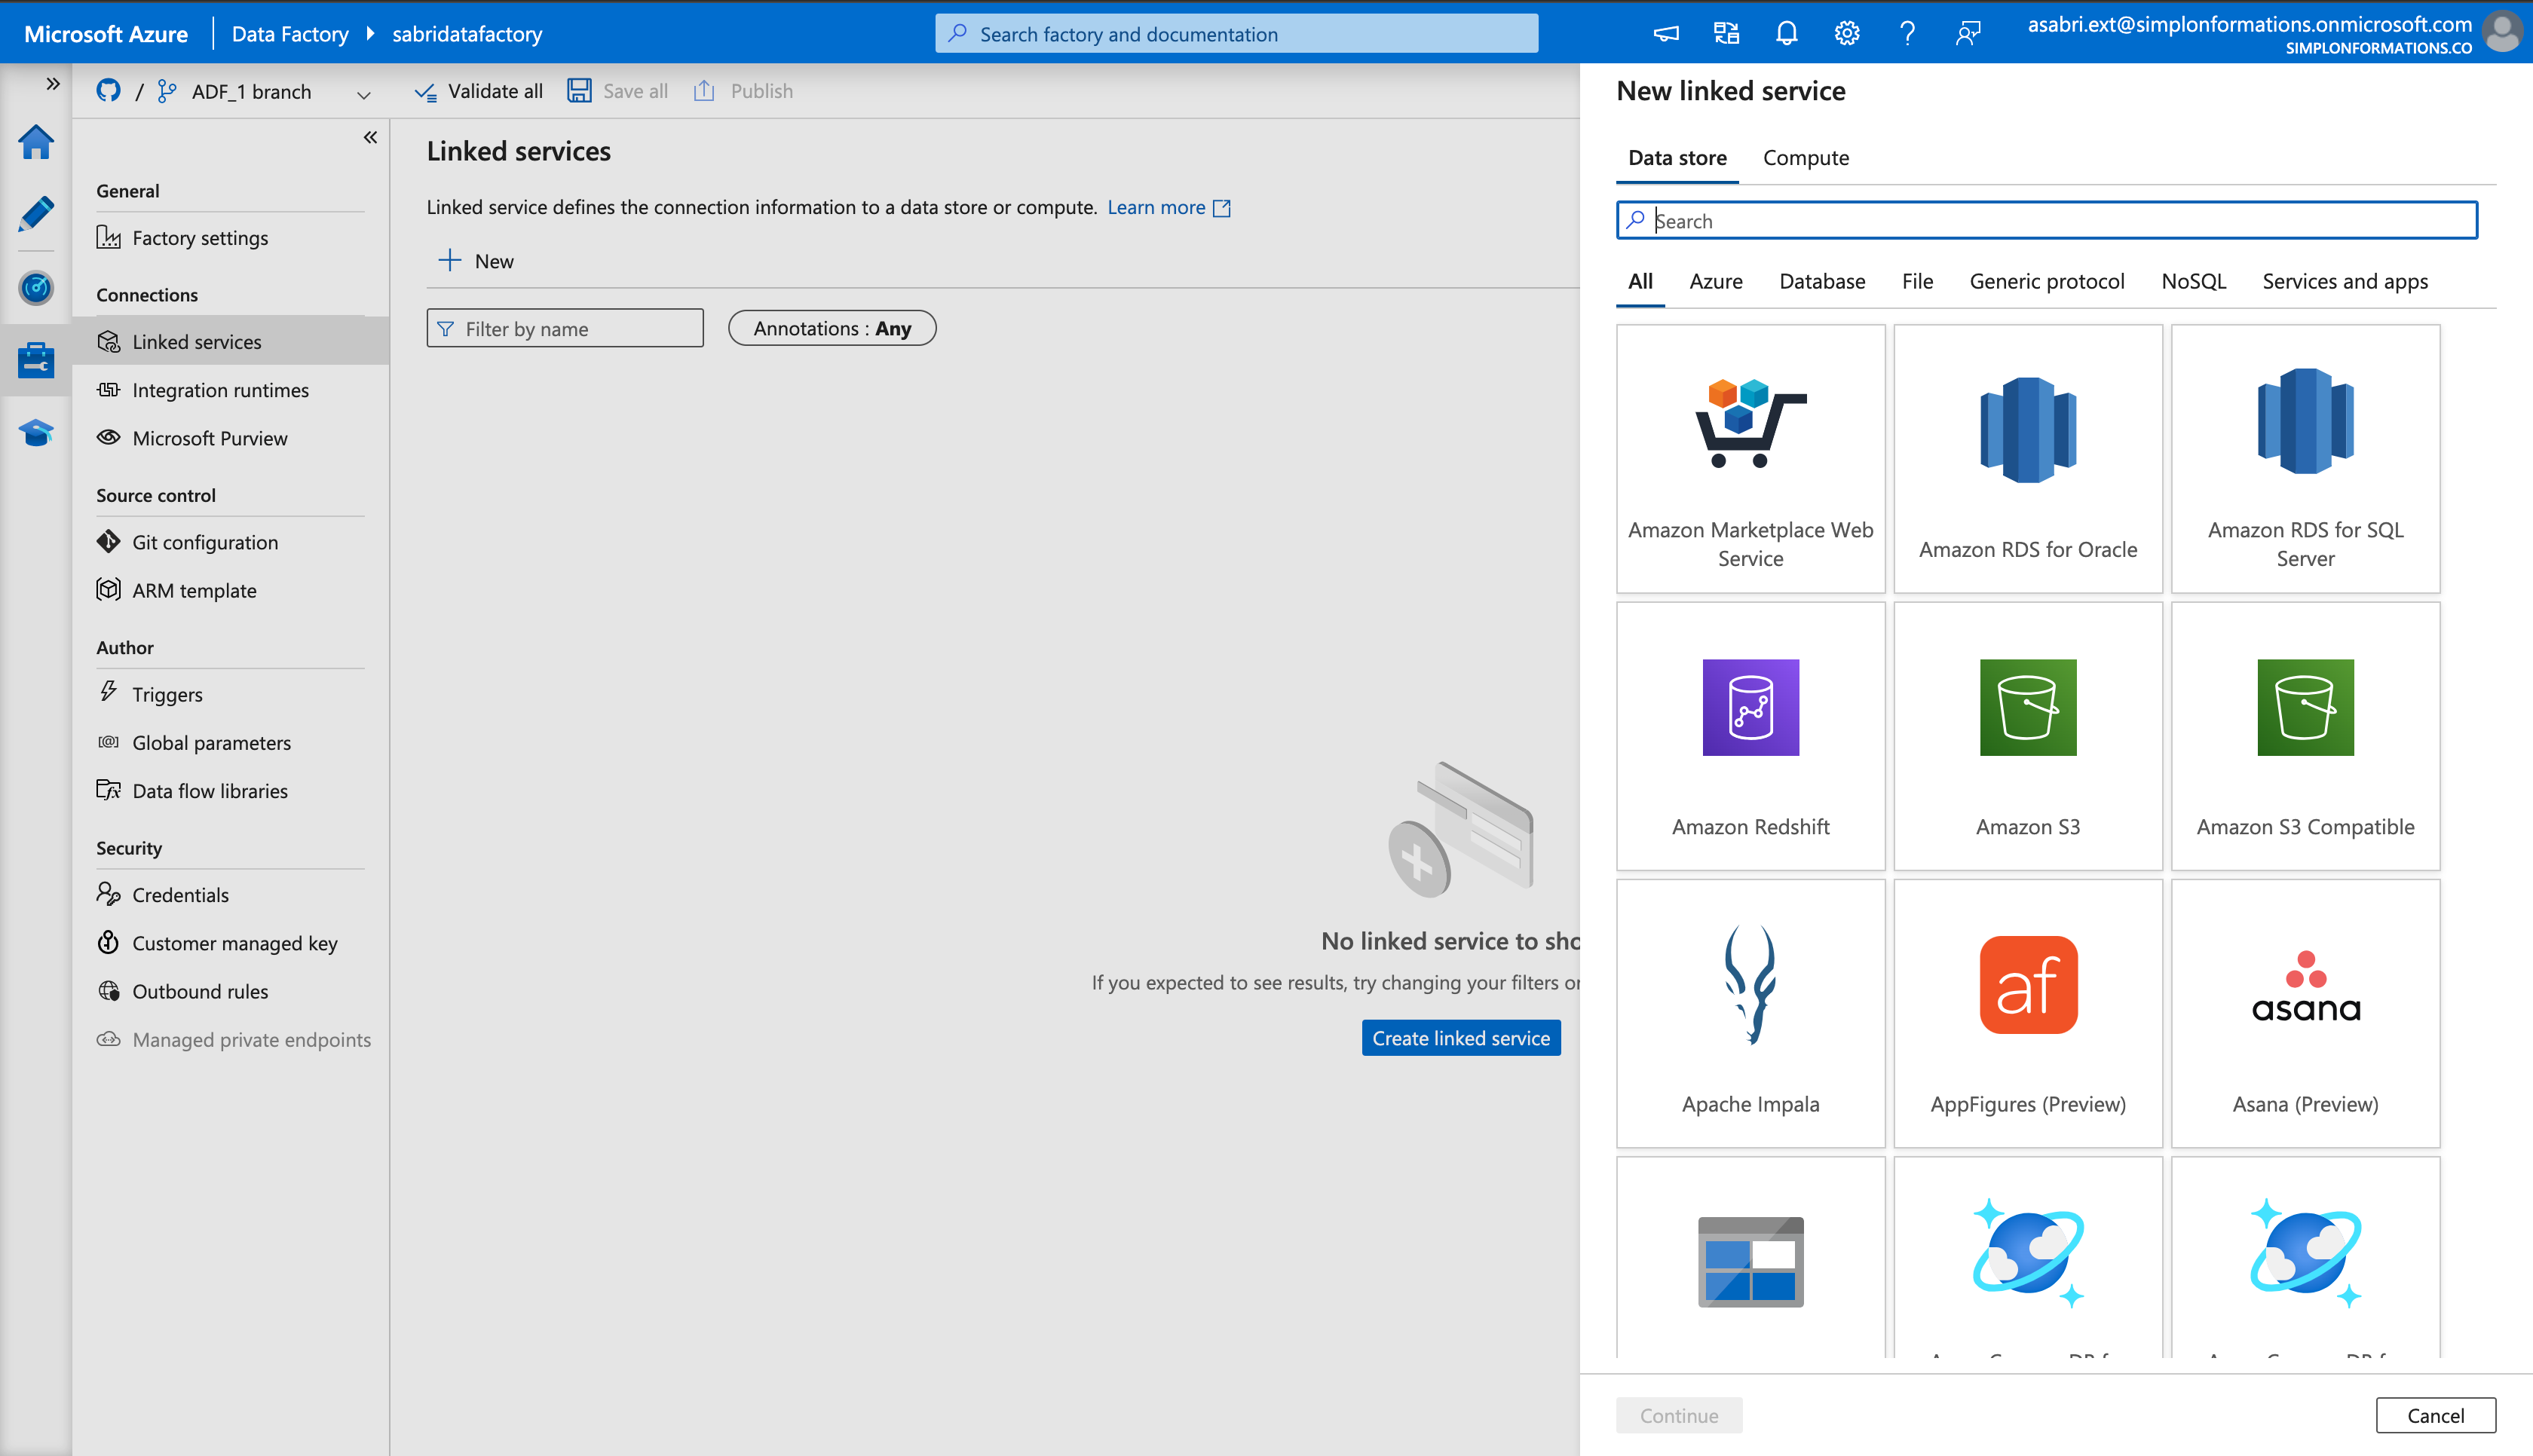 Microsoft Azure
Data Factory
sabridatafactory
Search factory and documentation
asabri.ext@simplonformations.onmicrosoft.com
SIMPLONFORMATIONS.CO
/
ADF_1 branch
Validate all
Save all
Publish
General
Factory settings
Connections
Linked services
Integration runtimes
Microsoft Purview
Source control
Git configuration
ARM template
Author
Triggers
Global parameters
Data flow libraries
Security
Credentials
Customer managed key
Outbound rules
Managed private endpoints
Linked services
Linked service defines the connection information to a data store or compute. Learn more
New
Filter by name
Annotations : Any
No linked service to sho
If you expected to see results, try changing your filters or
Create linked service
New linked service
Data store
Compute
Search
All
Azure
Database
File
Generic protocol
NoSQL
Services and apps
Amazon Marketplace Web
Service
Amazon RDS for Oracle
Amazon RDS for SQL
Server
Amazon Redshift
Amazon S3
Amazon S3 Compatible
Apache Impala
af
AppFigures (Preview)
asana
Asana (Preview)
Continue
Cancel